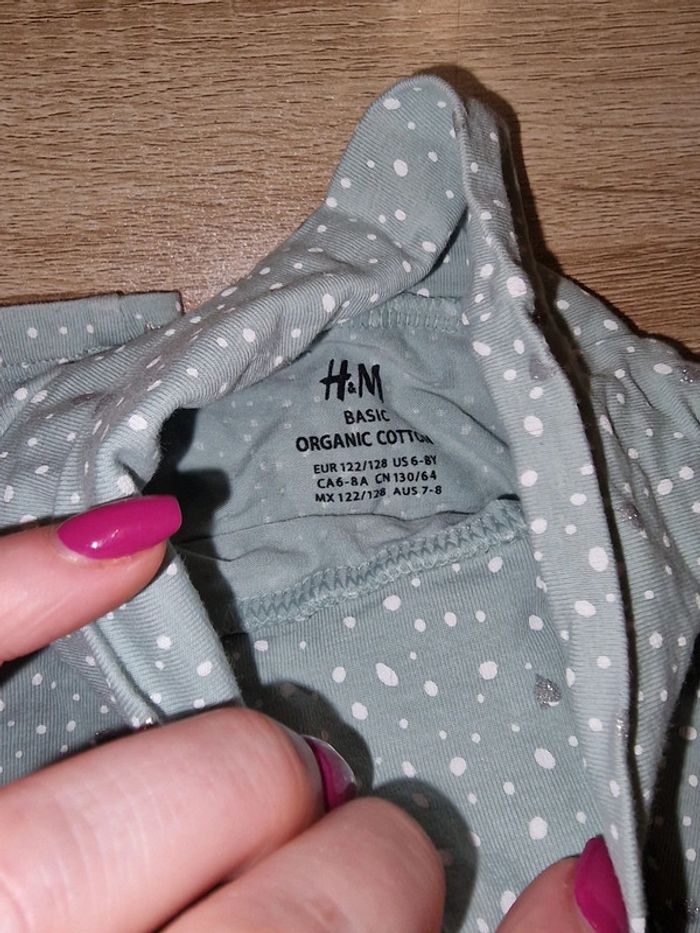 H&M
BASIC
ORGANIC COTTON
EUR 122/128 US 6-8Y
CA6-8A CN 130/64
MX 122/128 AUS 7-8